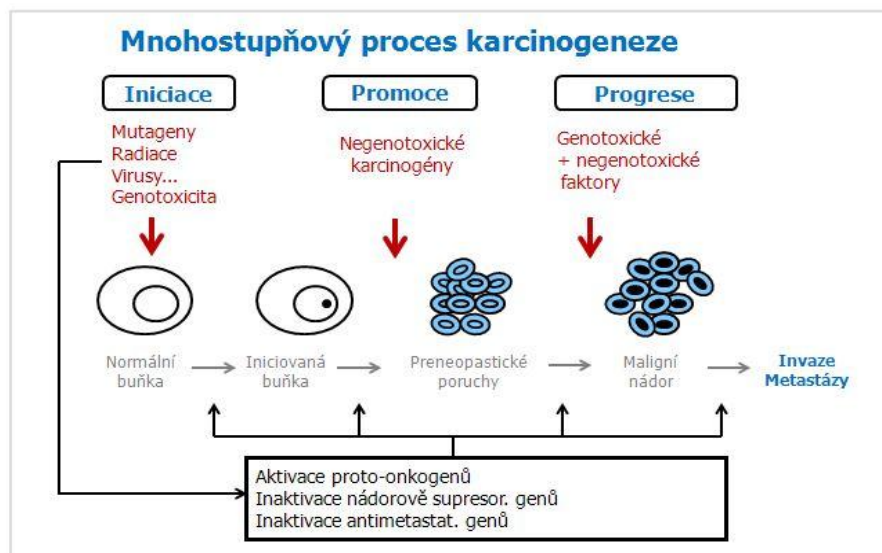 Mnohostupňový proces karcinogeneze
Iniciace
Promoce
Progrese
Mutageny
Radiace
Virusy...
Genotoxicita
Negenotoxické
karcinogény
Genotoxické
+ negenotoxické
faktory
Normální
buňka
Iniciovaná
buňka
Preneopastické
poruchy
Maligní
nádor
Invaze
Metastázy
Aktivace proto-onkogenů
Inaktivace nádorově supresor. genů
Inaktivace antimetastat. genů